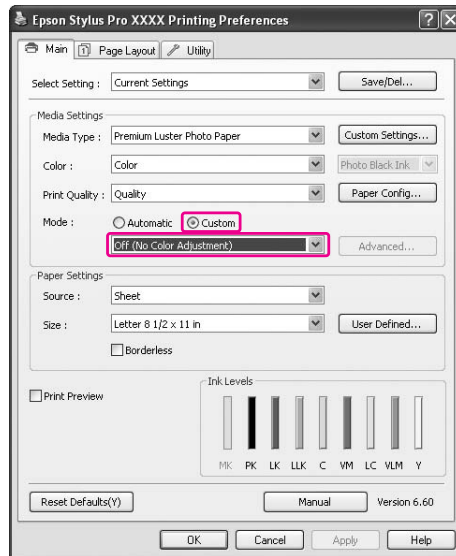 Epson Stylus Pro XXXX Printing Preferences
Main Page Layout Utility
Select Setting : Current Settings Save/Del...
Media Settings
Media Type : Premium Luster Photo Paper Custom Settings...
Color : Color Photo Black Ink
Print Quality : Quality Paper Config...
Mode : Automatic Custom
Off (No Color Adjustment) Advanced...
Paper Settings
Source : Sheet
Size : Letter 8 1/2 x 11 in User Defined...
Borderless
Print Preview
Ink Levels
MK PK LK LLK C VM LC VLM Y
Reset Defaults(Y) Manual Version 6.60
OK Cancel Apply Help